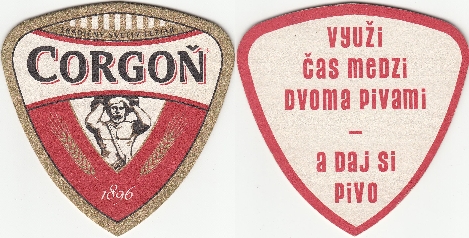 CORGOŇ
1896
VYUŽI
ČAS MEDZI
DVOMA PIVAMI
–
A DAJ SI
PIVO